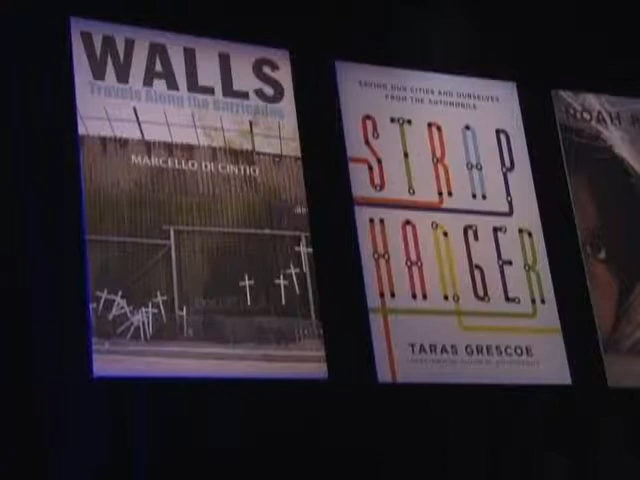 WALLS
Travels Along the Barricades
MARCELLO DI CINTIO
SAVING OUR CITIES AND OURSELVES
FROM THE AUTOMOBILE
STRAP
HANGER
TARAS GRESCOE
NOAH